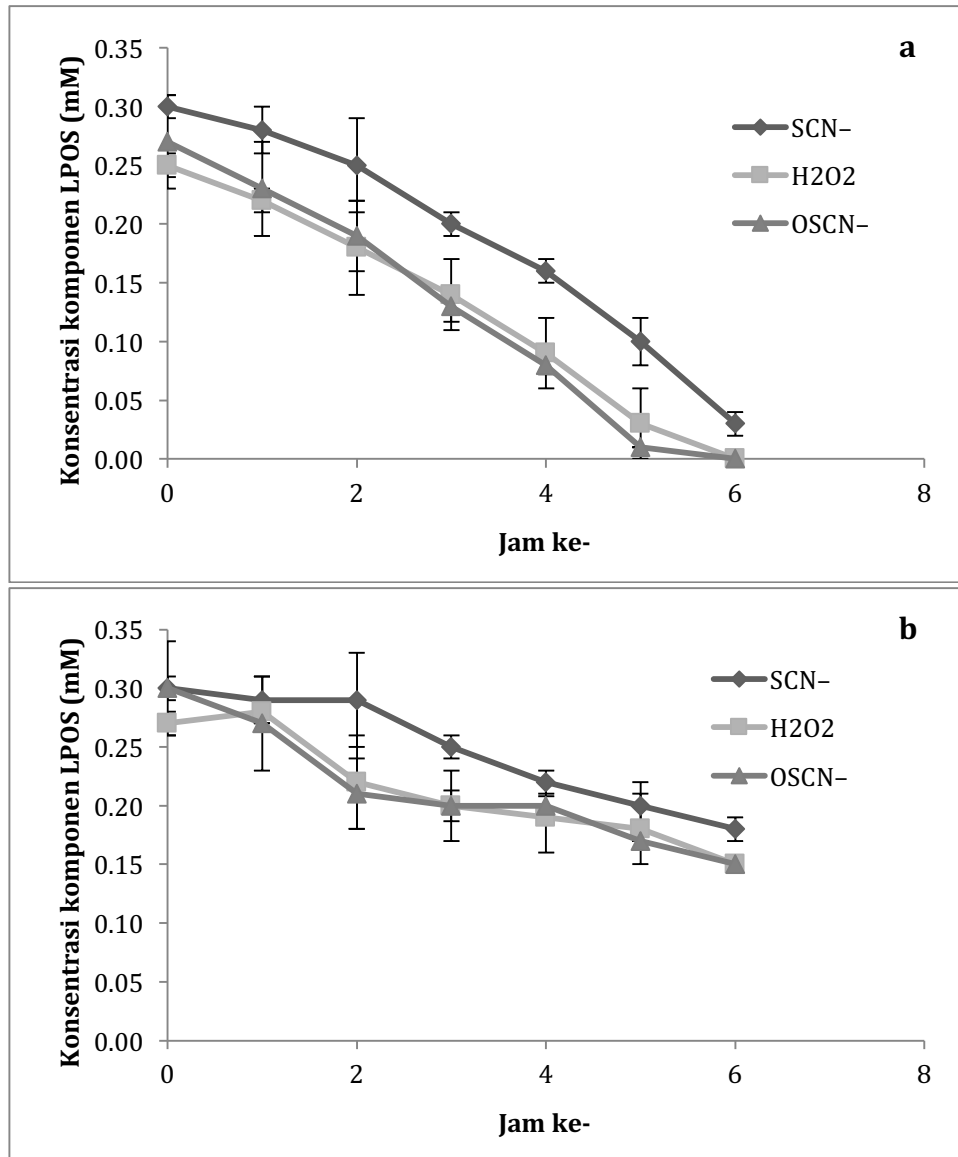 a
Konsentrasi komponen LPOS (mM)
0.35
0.30
0.25
0.20
0.15
0.10
0.05
0.00
SCN–
H2O2
OSCN–
0 2 4 6 8
Jam ke-
b
Konsentrasi komponen LPOS (mM)
0.35
0.30
0.25
0.20
0.15
0.10
0.05
0.00
SCN–
H2O2
OSCN–
0 2 4 6 8
Jam ke-